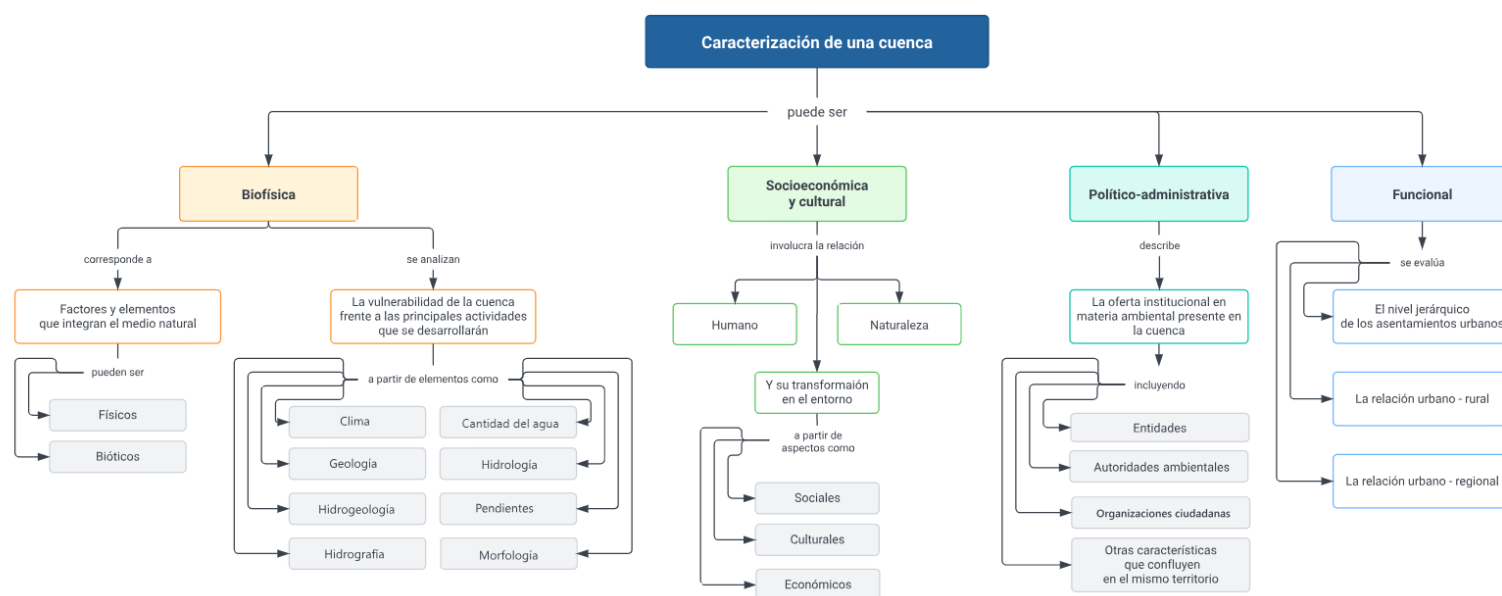 Caracterización de una cuenca
puede ser
Biofísica
Socioeconómica
y cultural
Político-administrativa
Funcional
corresponde a
se analizan
involucra la relación
describe
se evalúa
Factores y elementos
que integran el medio natural
La vulnerabilidad de la cuenca
frente a las principales actividades
que se desarrollarán
Humano
Naturaleza
La oferta institucional en
materia ambiental presente en
la cuenca
El nivel jerárquico
de los asentamientos urbanos
pueden ser
a partir de elementos como
Y su transformaión
en el entorno
incluyendo
La relación urbano - rural
Físicos
Bióticos
Clima
Cantidad del agua
Geología
Hidrología
Hidrogeología
Pendientes
Hidrografía
Morfología
a partir de
aspectos como
Sociales
Culturales
Económicos
Entidades
Autoridades ambientales
Organizaciones ciudadanas
Otras características
que confluyen
en el mismo territorio
La relación urbano - regional